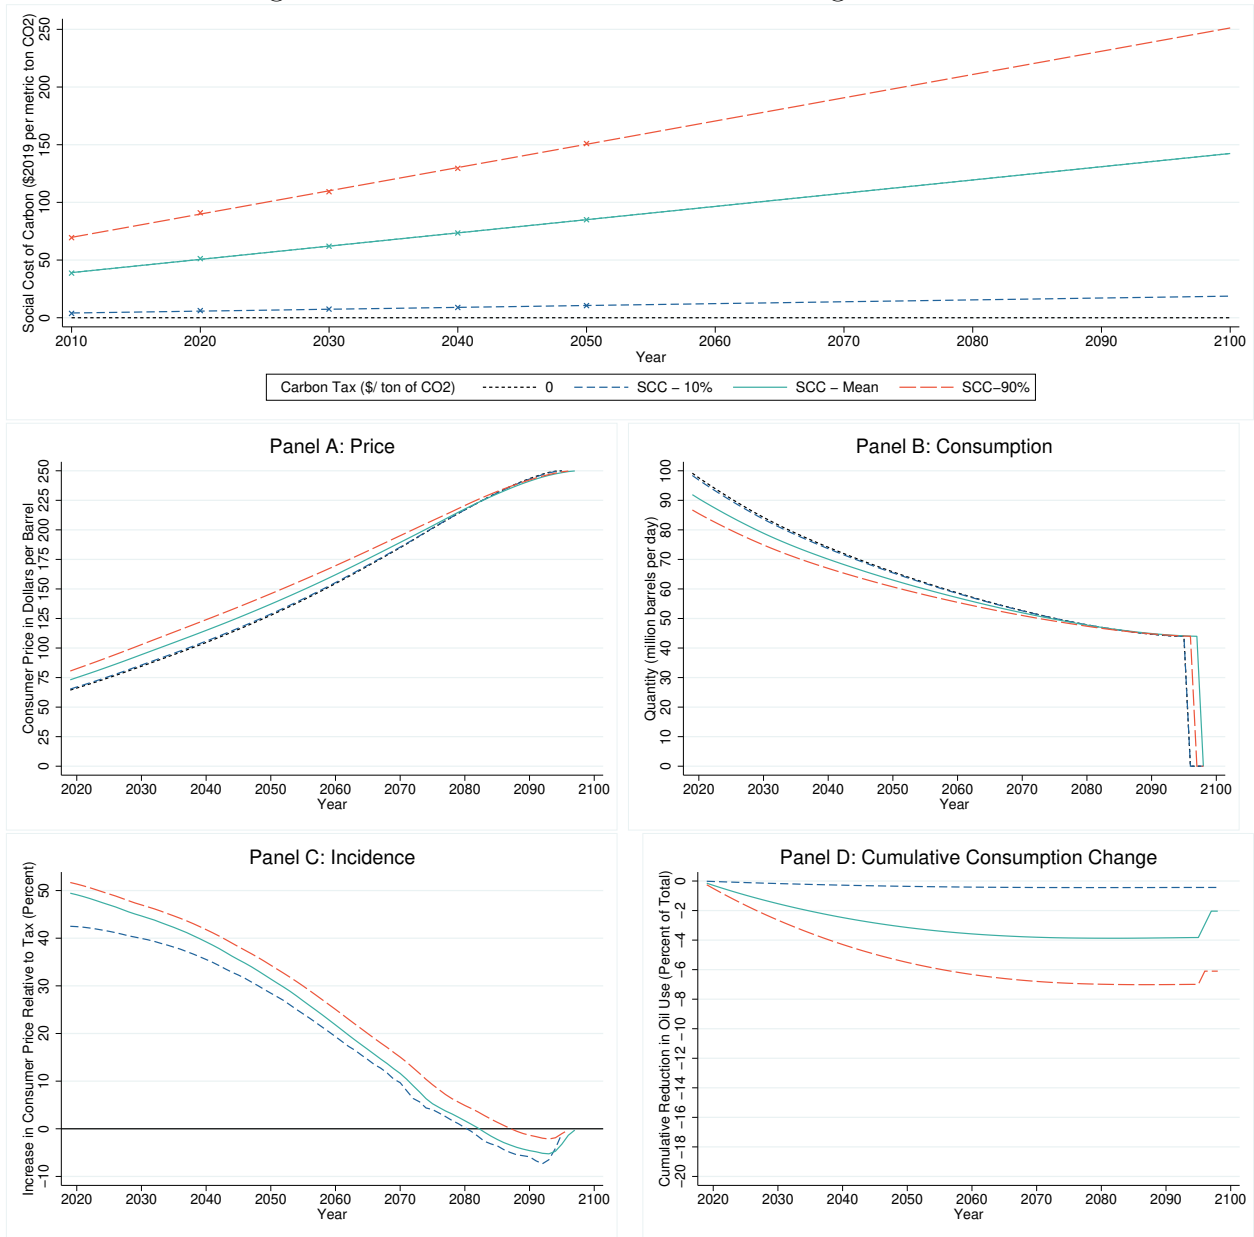 Social Cost of Carbon ($2019 per metric ton CO2)
250
200
150
100
50
0
2010 2020 2030 2040 2050 2060 2070 2080 2090 2100
Year
Carbon Tax ($/ ton of CO2) 0 SCC − 10% SCC − Mean SCC−90%
Panel A: Price
Consumer Price in Dollars per Barrel
250
225
200
175
150
125
100
75
50
25
0
2020 2030 2040 2050 2060 2070 2080 2090 2100
Year
Panel B: Consumption
Quantity (million barrels per day)
100
90
80
70
60
50
40
30
20
10
0
2020 2030 2040 2050 2060 2070 2080 2090 2100
Year
Panel C: Incidence
Increase in Consumer Price Relative to Tax (Percent)
50
40
30
20
10
0
−10
2020 2030 2040 2050 2060 2070 2080 2090 2100
Year
Panel D: Cumulative Consumption Change
Cumulative Reduction in Oil Use (Percent of Total)
0
−2
−4
−6
−8
−10
−12
−14
−16
−18
−20
2020 2030 2040 2050 2060 2070 2080 2090 2100
Year